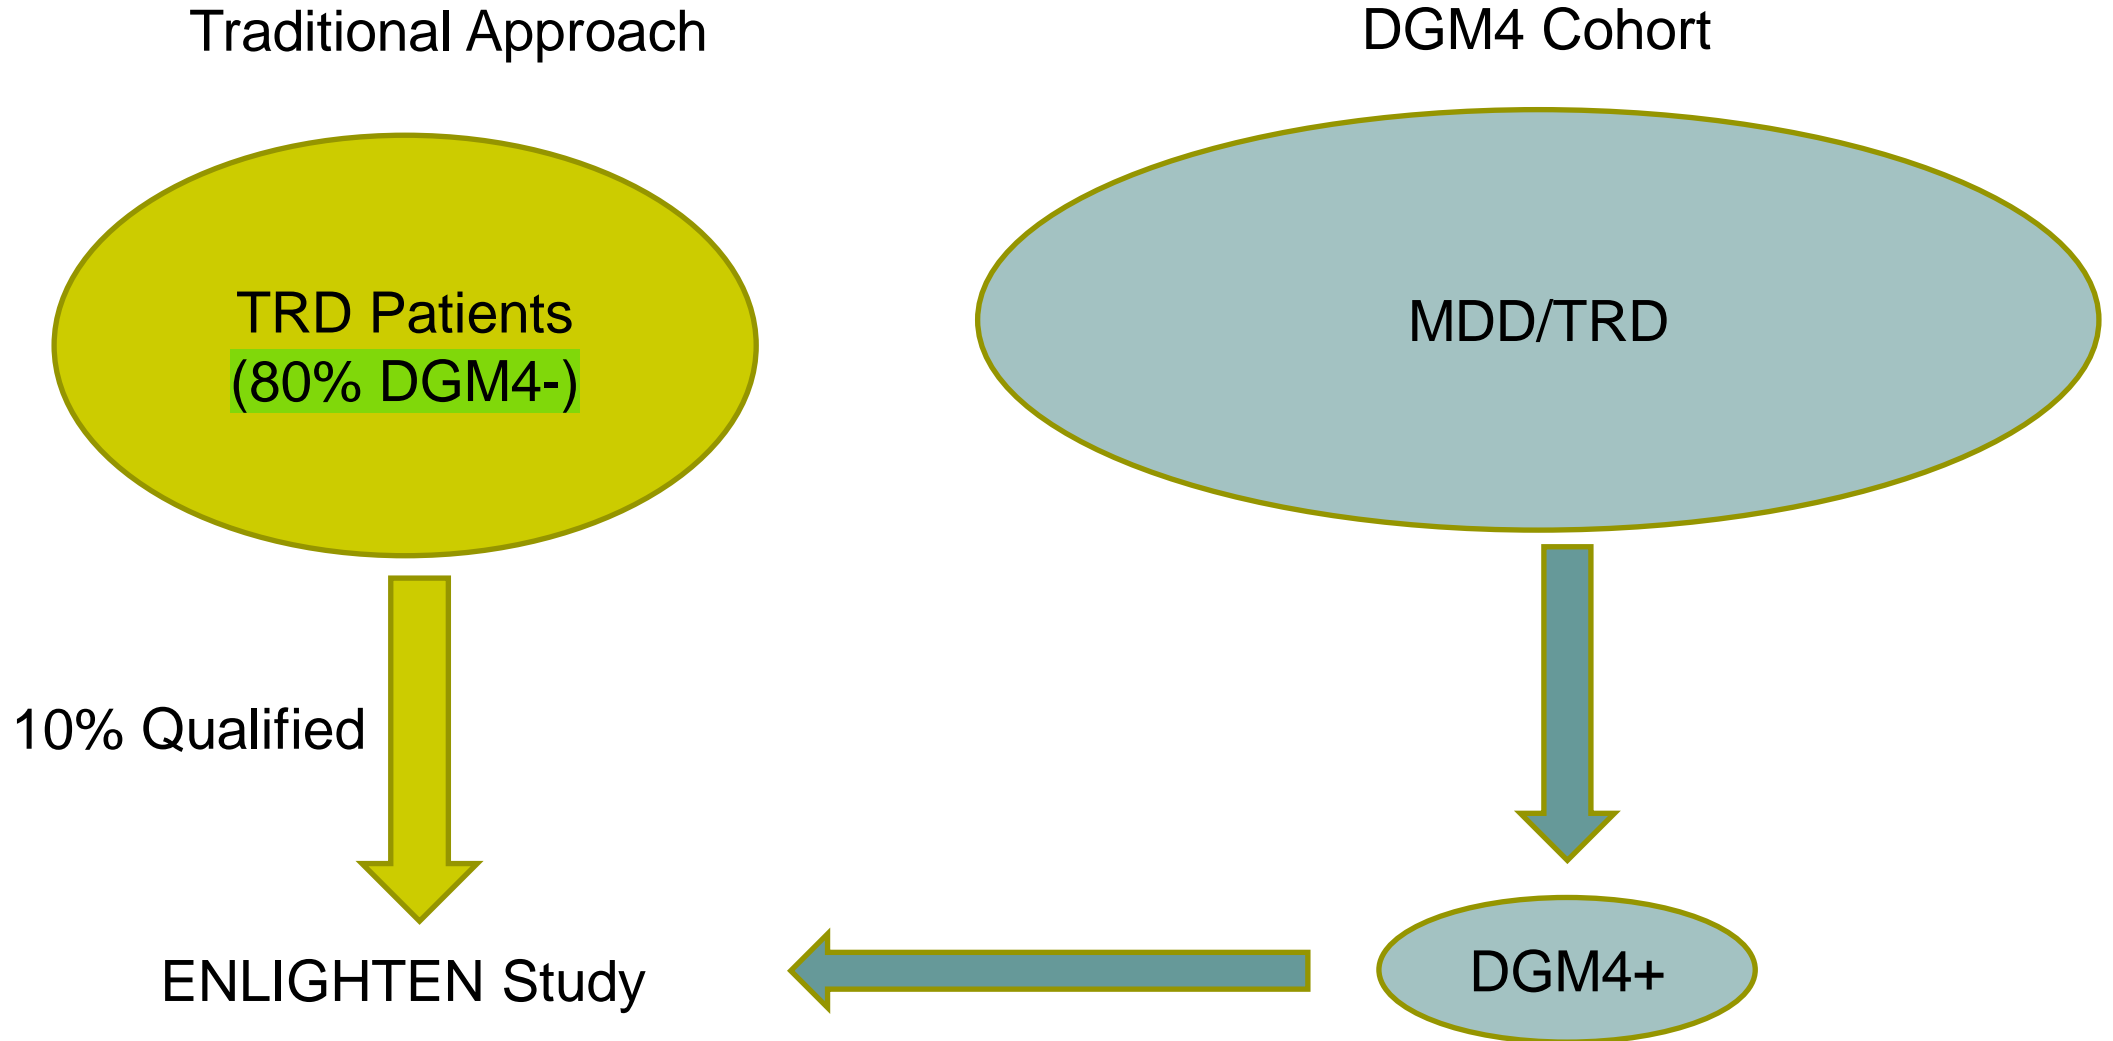 Traditional Approach
DGM4 Cohort
TRD Patients
(80% DGM4-)
MDD/TRD
10% Qualified
ENLIGHTEN Study
DGM4+